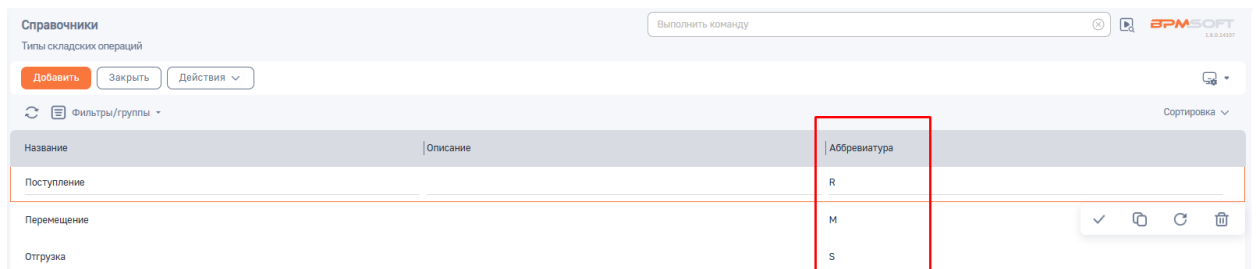 Справочники
Выполнить команду
BPMSOFT
Типы складских операций
Добавить Закрыть Действия
Фильтры/группы
Сортировка
Название Описание Аббревиатура
Поступление R
Перемещение M
Отгрузка S